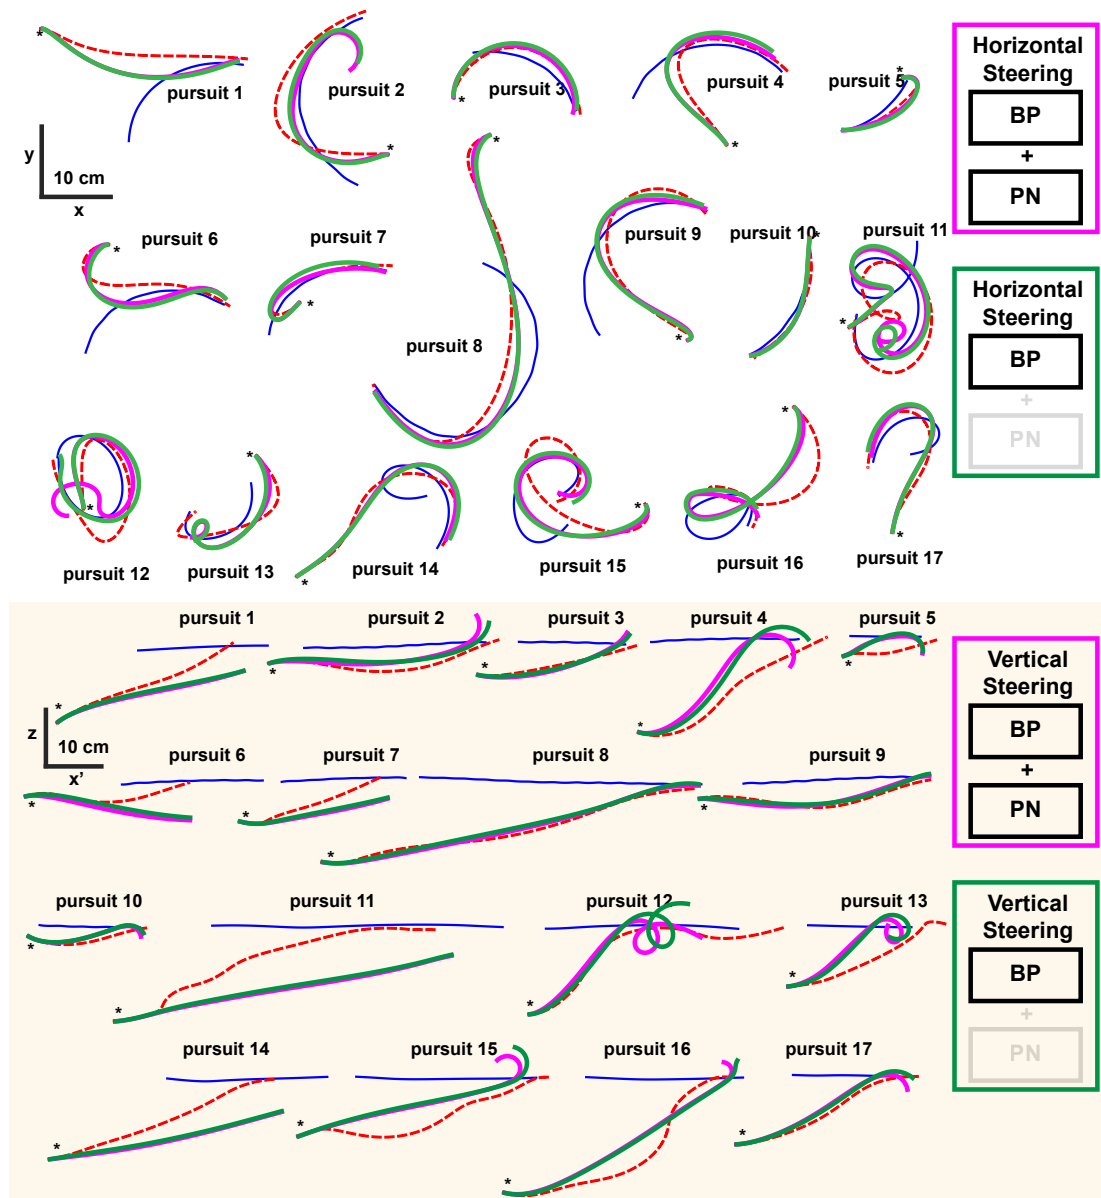 pursuit 1
pursuit 2
pursuit 3
pursuit 4
pursuit 5
Horizontal
Steering
BP
+
PN
y
10 cm
x
*
*
*
*
*
*
pursuit 6
*
pursuit 7
*
pursuit 8
*
pursuit 9
*
pursuit 10
*
pursuit 11
*
Horizontal
Steering
BP
+
PN
*
pursuit 12
*
pursuit 13
*
pursuit 14
*
pursuit 15
*
pursuit 16
*
pursuit 17
pursuit 1
pursuit 2
pursuit 3
pursuit 4
pursuit 5
*
*
*
*
*
Vertical
Steering
BP
+
PN
z
10 cm
x'
pursuit 6
pursuit 7
pursuit 8
pursuit 9
*
*
*
*
pursuit 10
pursuit 11
pursuit 12
pursuit 13
*
*
*
*
Vertical
Steering
BP
+
PN
pursuit 14
pursuit 15
pursuit 16
pursuit 17
*
*
*
*